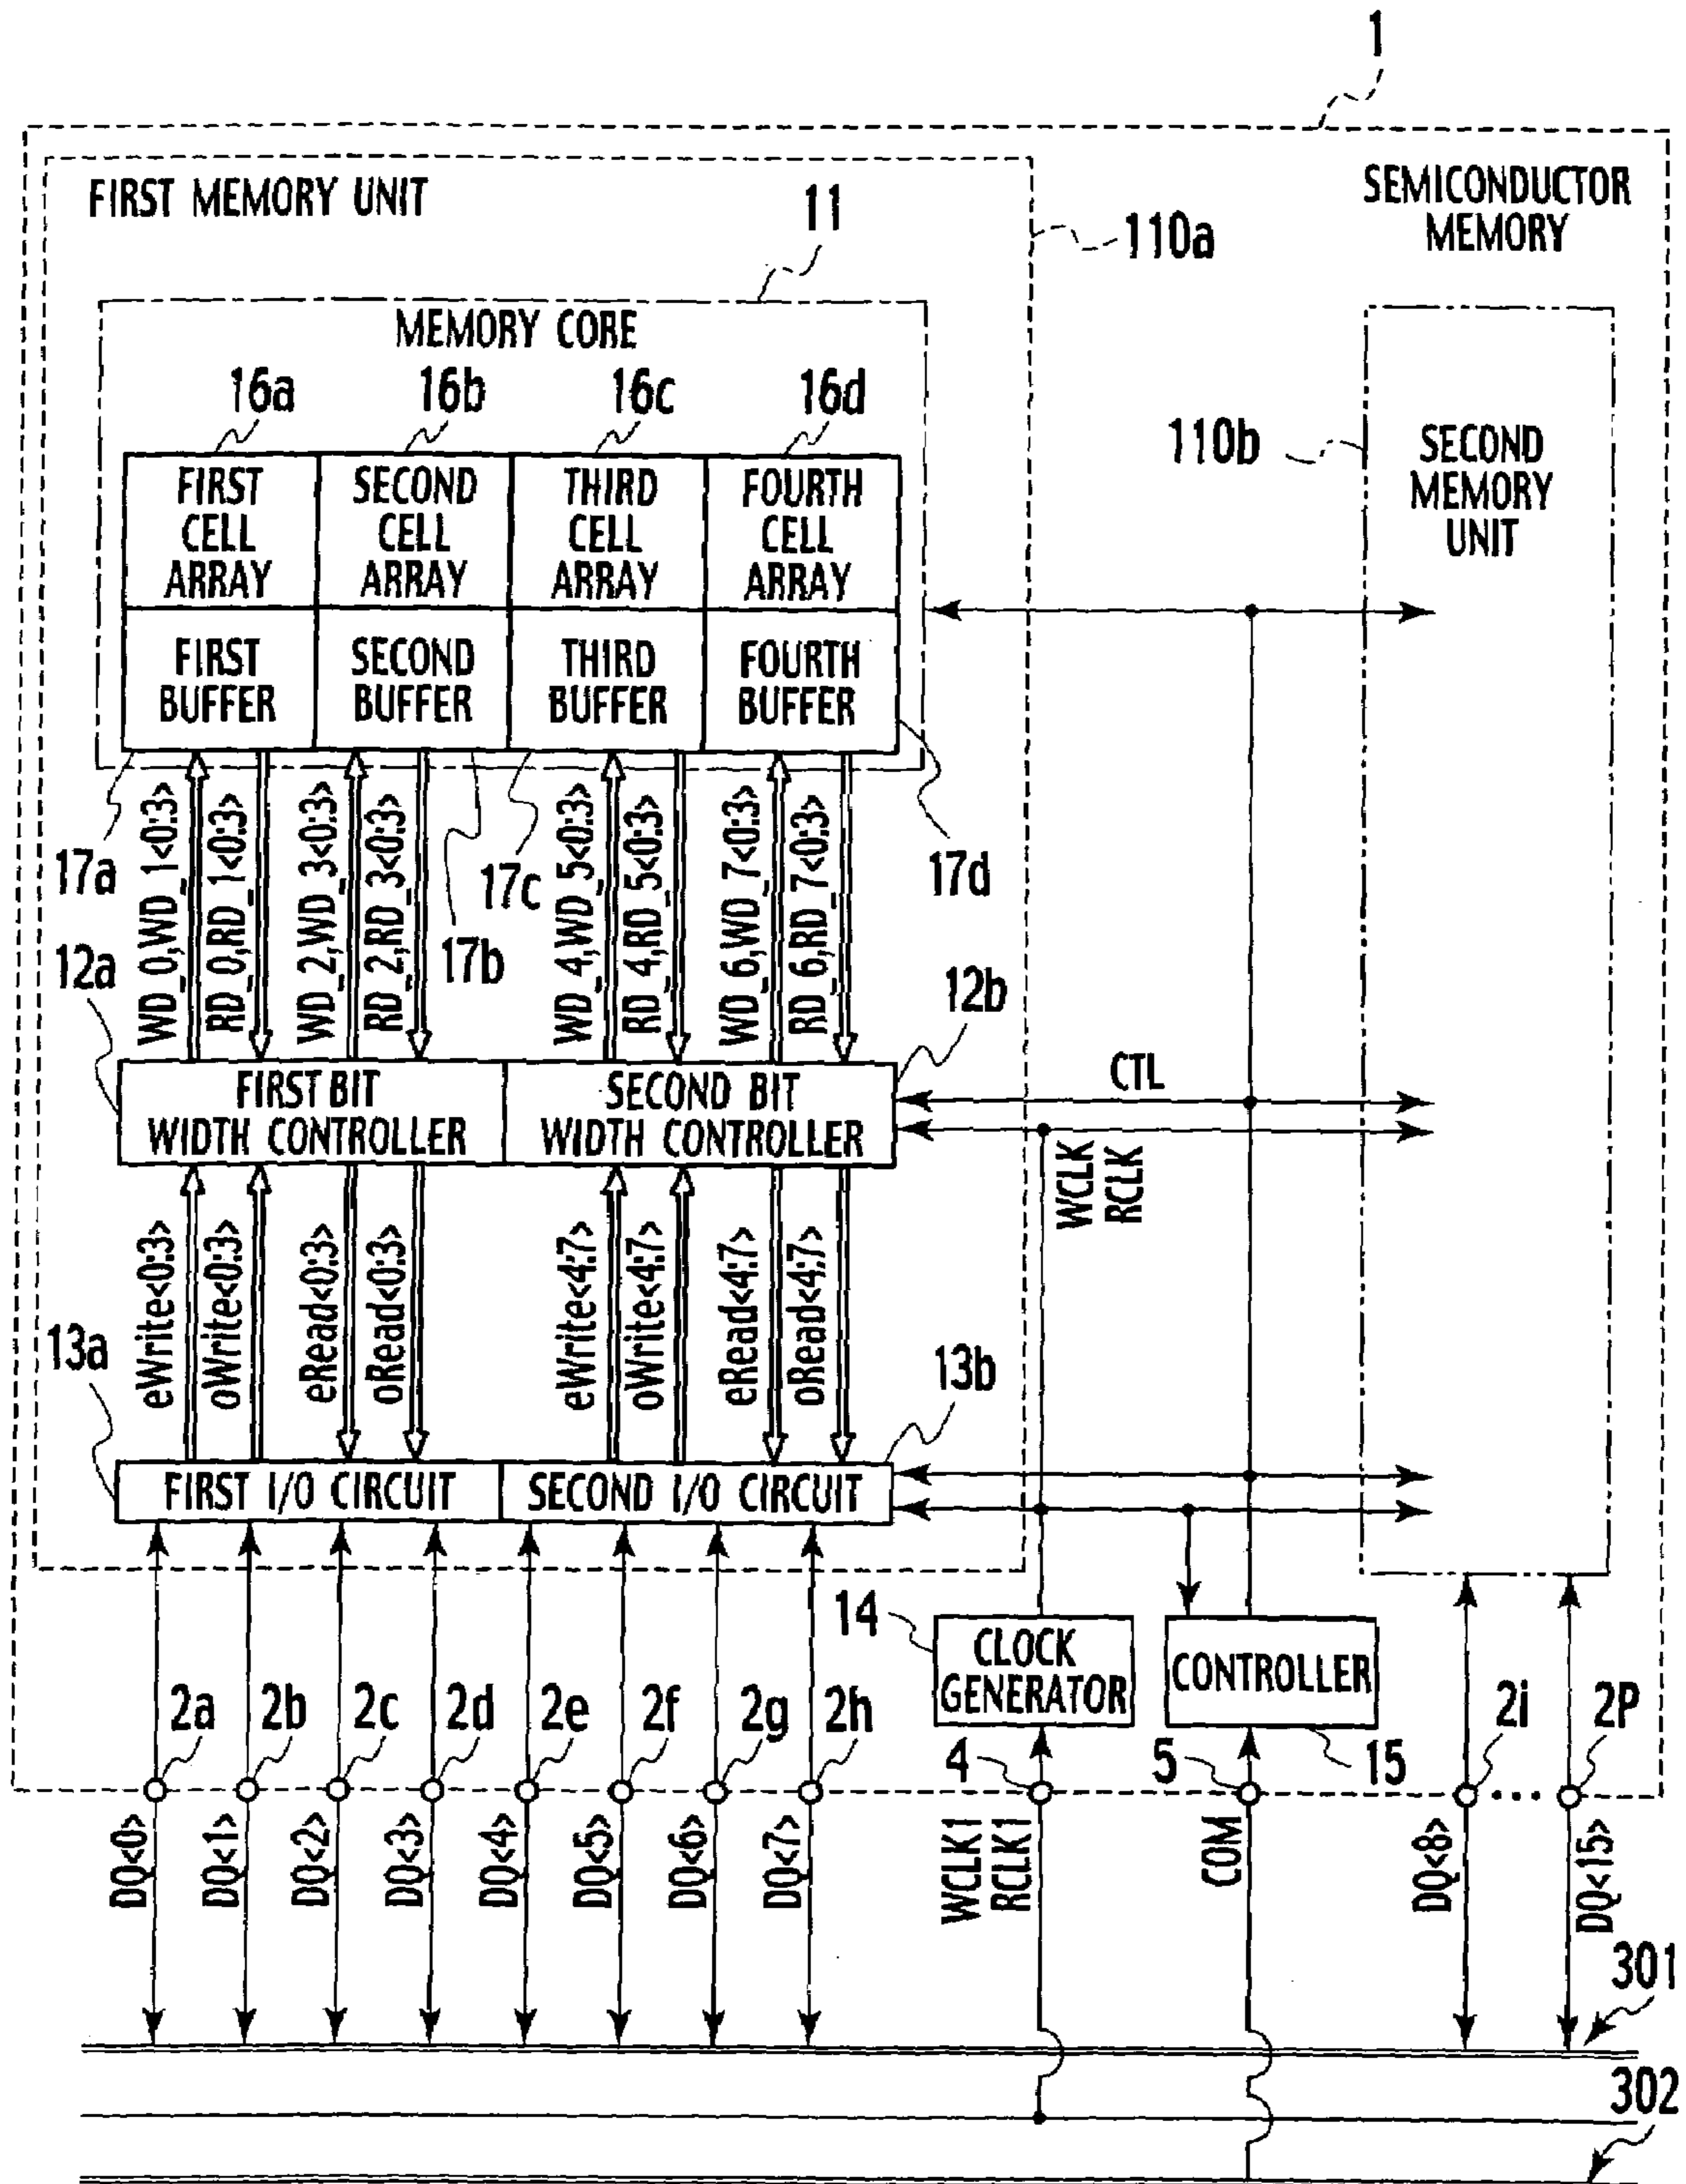 1
FIRST MEMORY UNIT
SEMICONDUCTOR
MEMORY
11
110a
MEMORY CORE
16a
16b
16c
16d
110b
SECOND
MEMORY
UNIT
FIRST
CELL
ARRAY
SECOND
CELL
ARRAY
THIRD
CELL
ARRAY
FOURTH
CELL
ARRAY
FIRST
BUFFER
SECOND
BUFFER
THIRD
BUFFER
FOURTH
BUFFER
17a
17b
17c
17d
WD_0,WD_1<0:3>
RD_0,RD_1<0:3>
WD_2,WD_3<0:3>
RD_2,RD_3<0:3>
WD_4,WD_5<0:3>
RD_4,RD_5<0:3>
WD_6,WD_7<0:3>
RD_6,RD_7<0:3>
12a
12b
FIRST BIT
WIDTH CONTROLLER
SECOND BIT
WIDTH CONTROLLER
CTL
WCLK
RCLK
eWrite<0:3>
oWrite<0:3>
eRead<0:3>
oRead<0:3>
eWrite<4:7>
oWrite<4:7>
eRead<4:7>
oRead<4:7>
13a
13b
FIRST I/O CIRCUIT
SECOND I/O CIRCUIT
14
CLOCK
GENERATOR
CONTROLLER
15
2a
2b
2c
2d
2e
2f
2g
2h
4
5
2i
2P
...
DQ<0>
DQ<1>
DQ<2>
DQ<3>
DQ<4>
DQ<5>
DQ<6>
DQ<7>
WCLK1
RCLK1
COM
DQ<8>
DQ<15>
301
302